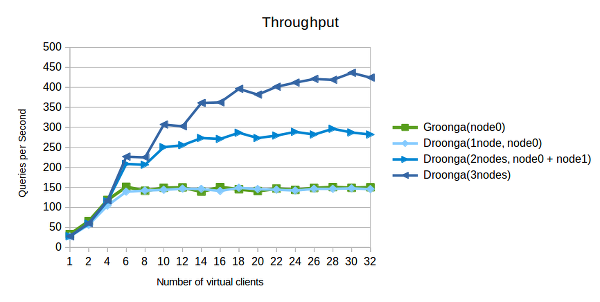 Throughput
Queries per Second
500
450
400
350
300
250
200
150
100
50
0
1 2 4 6 8 10 12 14 16 18 20 22 24 26 28 30 32
Number of virtual clients
Groonga(node0)
Droonga(1node, node0)
Droonga(2nodes, node0 + node1)
Droonga(3nodes)